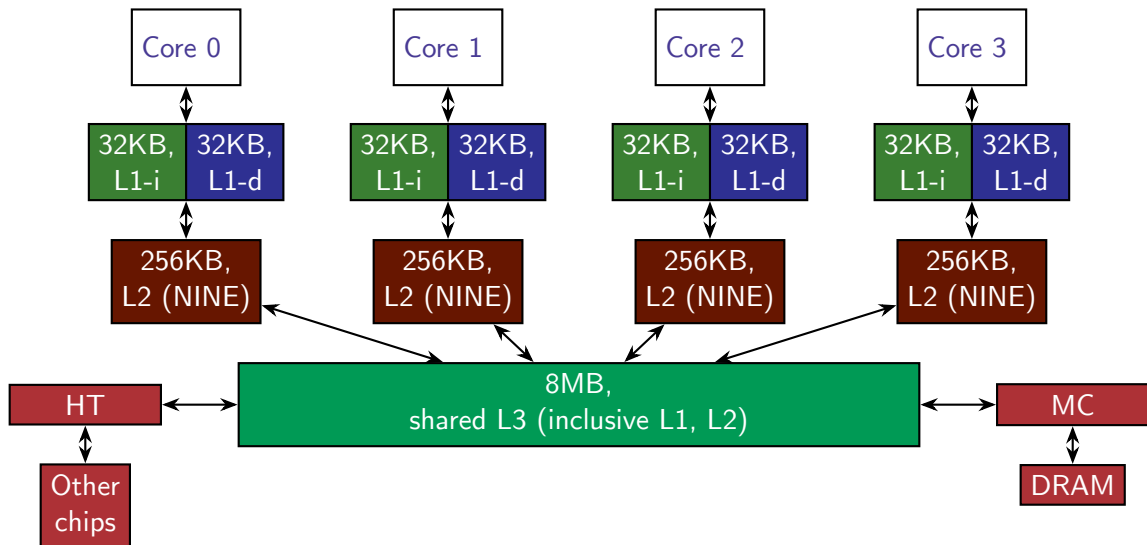 Core 0
Core 1
Core 2
Core 3
32KB,
L1-i
32KB,
L1-d
32KB,
L1-i
32KB,
L1-d
32KB,
L1-i
32KB,
L1-d
32KB,
L1-i
32KB,
L1-d
256KB,
L2 (NINE)
256KB,
L2 (NINE)
256KB,
L2 (NINE)
256KB,
L2 (NINE)
8MB,
shared L3 (inclusive L1, L2)
HT
MC
Other
chips
DRAM